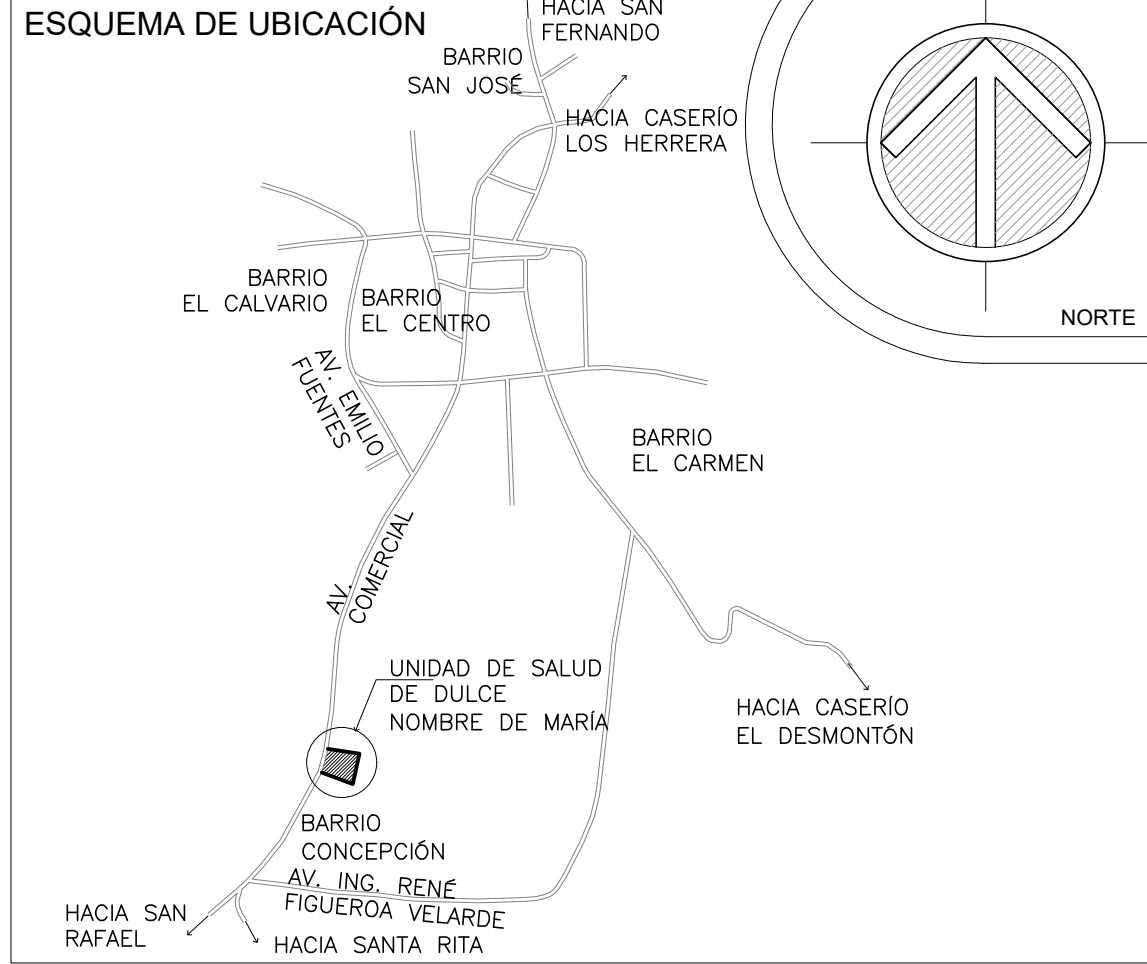 ESQUEMA DE UBICACIÓN
HACIA SAN
FERNANDO
BARRIO
SAN JOSÉ
HACIA CASERÍO
LOS HERRERA
NORTE
BARRIO
EL CALVARIO
BARRIO
EL CENTRO
AV. EMILIO
FUENTES
BARRIO
EL CARMEN
AV.
COMERCIAL
UNIDAD DE SALUD
DE DULCE
NOMBRE DE MARÍA
HACIA CASERÍO
EL DESMONTÓN
BARRIO
CONCEPCIÓN
AV. ING. RENÉ
FIGUEROA VELARDE
HACIA SAN
RAFAEL
HACIA SANTA RITA